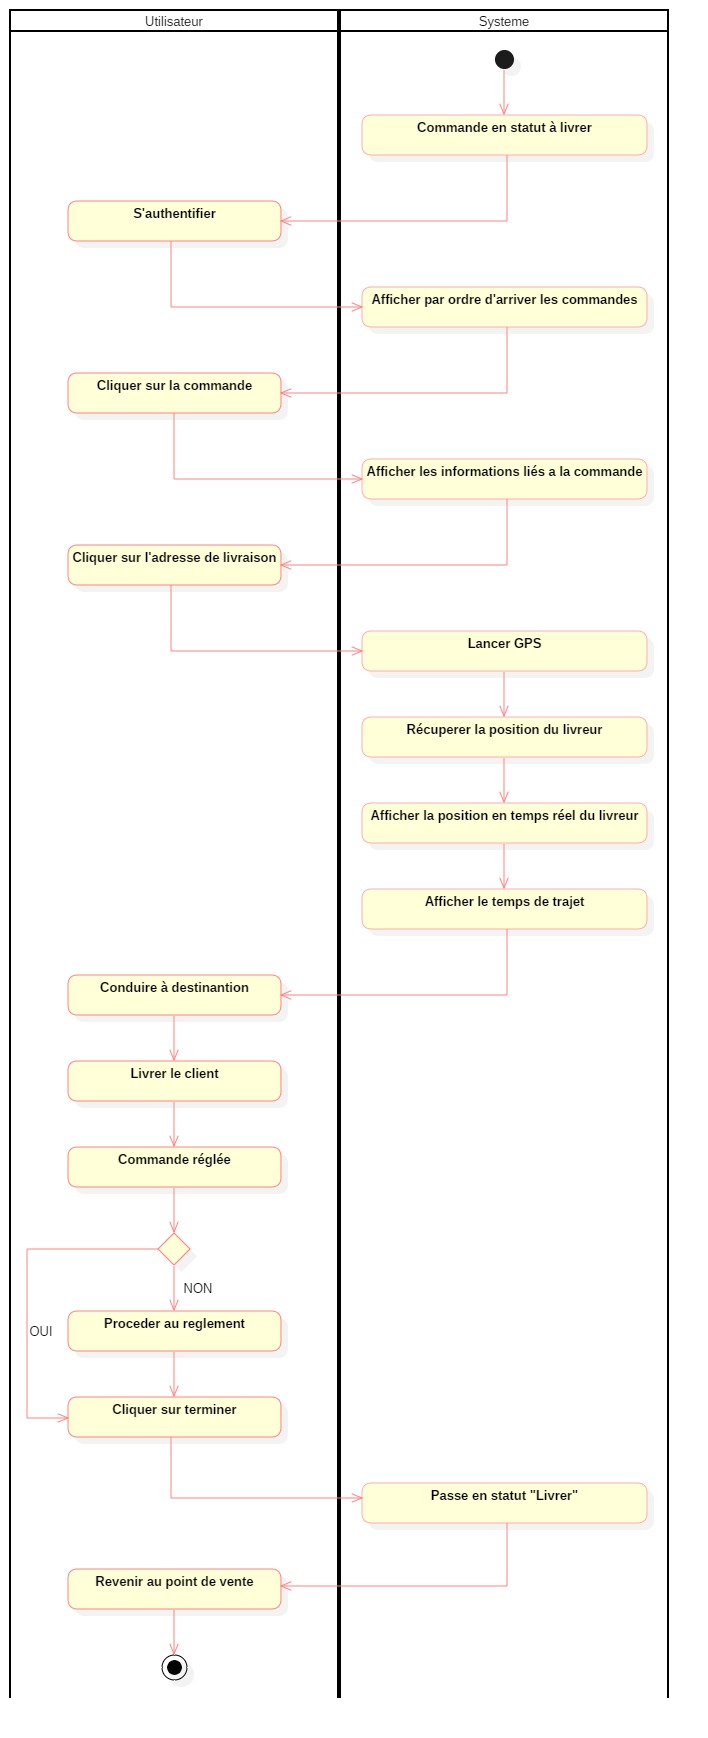 Utilisateur
Systeme
Commande en statut à livrer
S'authentifier
Afficher par ordre d'arriver les commandes
Cliquer sur la commande
Afficher les informations liés a la commande
Cliquer sur l'adresse de livraison
Lancer GPS
Récuperer la position du livreur
Afficher la position en temps réel du livreur
Afficher le temps de trajet
Conduire à destinantion
Livrer le client
Commande réglée
NON
Proceder au reglement
OUI
Cliquer sur terminer
Passe en statut "Livrer"
Revenir au point de vente